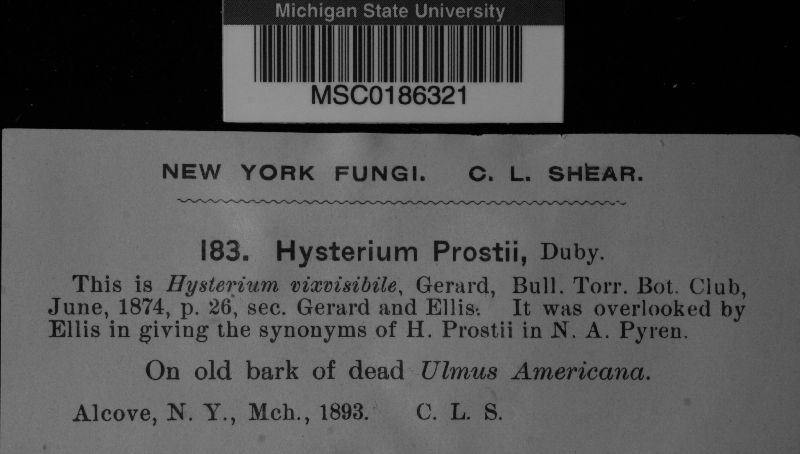 Michigan State University
MSC0186321
NEW YORK FUNGI. C. L. SHEAR.
183. Hysterium Prostii, Duby.
This is Hysterium vixvisibile, Gerard, Bull. Torr. Bot. Club,
June, 1874, p. 26, sec. Gerard and Ellis. It was overlooked by
Ellis in giving the synonyms of H. Prostii in N. A. Pyren.
On old bark of dead Ulmus Americana.
Alcove, N. Y., Mch., 1893. C. L. S.